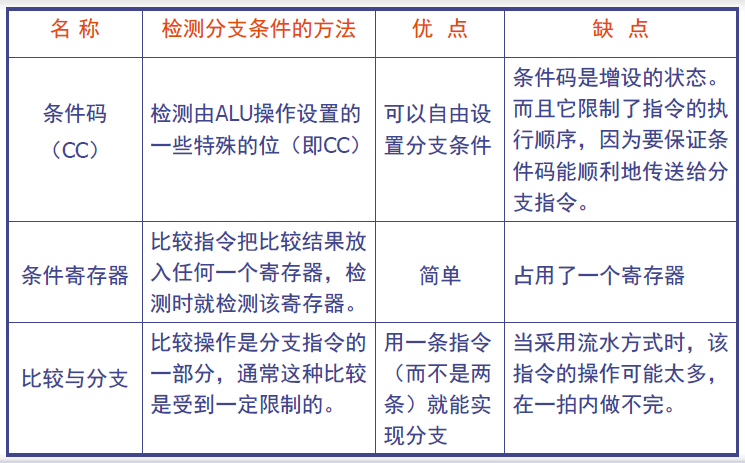 名 称
检测分支条件的方法
优 点
缺 点
条件码
（CC）
检测由ALU操作设置的
一些特殊的位（即CC）
可以自由设
置分支条件
条件码是增设的状态。
而且它限制了指令的执
行顺序，因为要保证条
件码能顺利地传送给分
支指令。
条件寄存器
比较指令把比较结果放
入任何一个寄存器，检
测时就检测该寄存器。
简单
占用了一个寄存器
比较与分支
比较操作是分支指令的
一部分，通常这种比较
是受到一定限制的。
用一条指令
（而不是两
条）就能实
现分支
当采用流水方式时，该
指令的操作可能太多，
在一拍内做不完。